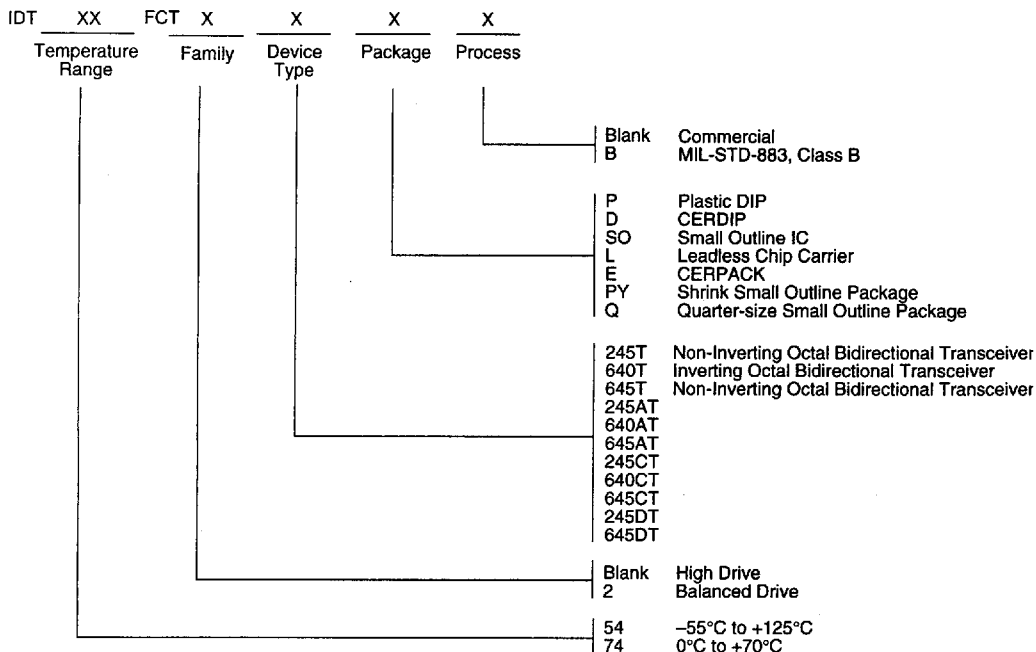 IDT XX FCT X X X X
Temperature Range
Family
Device Type
Package
Process
Blank Commercial
B MIL-STD-883, Class B
P Plastic DIP
D CERDIP
SO Small Outline IC
L Leadless Chip Carrier
E CERPACK
PY Shrink Small Outline Package
Q Quarter-size Small Outline Package
245T Non-Inverting Octal Bidirectional Transceiver
640T Inverting Octal Bidirectional Transceiver
645T Non-Inverting Octal Bidirectional Transceiver
245AT
640AT
645AT
245CT
640CT
645CT
245DT
645DT
Blank High Drive
2 Balanced Drive
54 –55°C to +125°C
74 0°C to +70°C